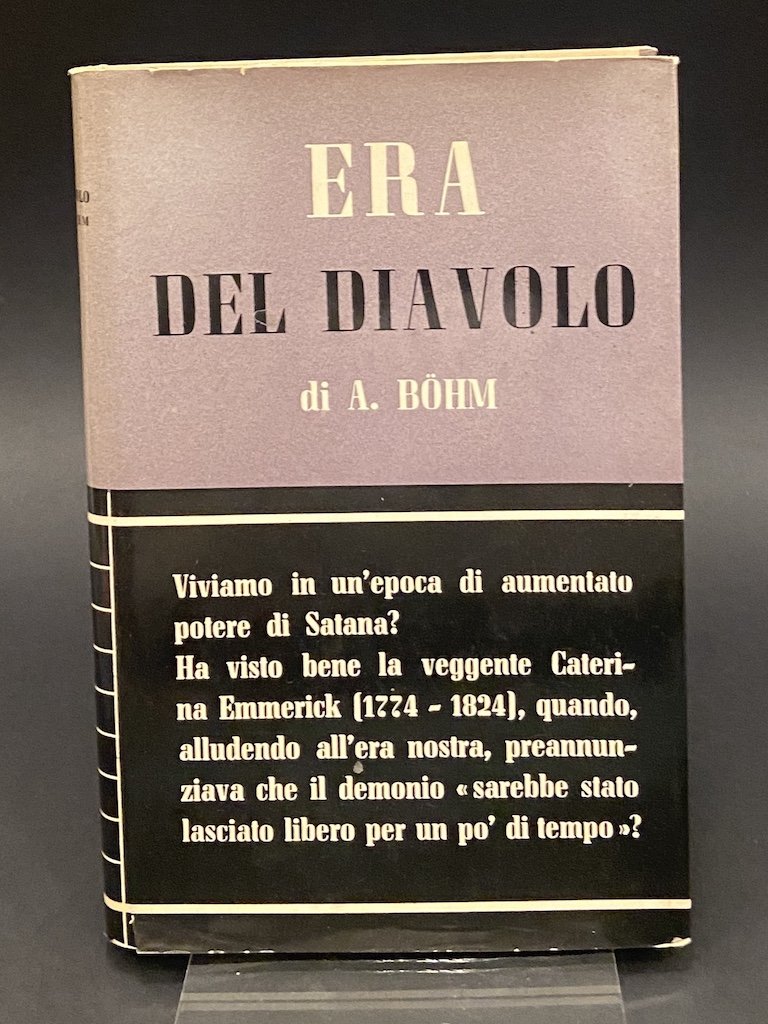 ERA
DEL DIAVOLO
di A. BÖHM
Viviamo in un'epoca di aumentato
potere di Satana?
Ha visto bene la veggente Cateri-
na Emmerick (1774 - 1824), quando,
alludendo all'era nostra, preannun-
ziava che il demonio «sarebbe stato
lasciato libero per un po' di tempo»?